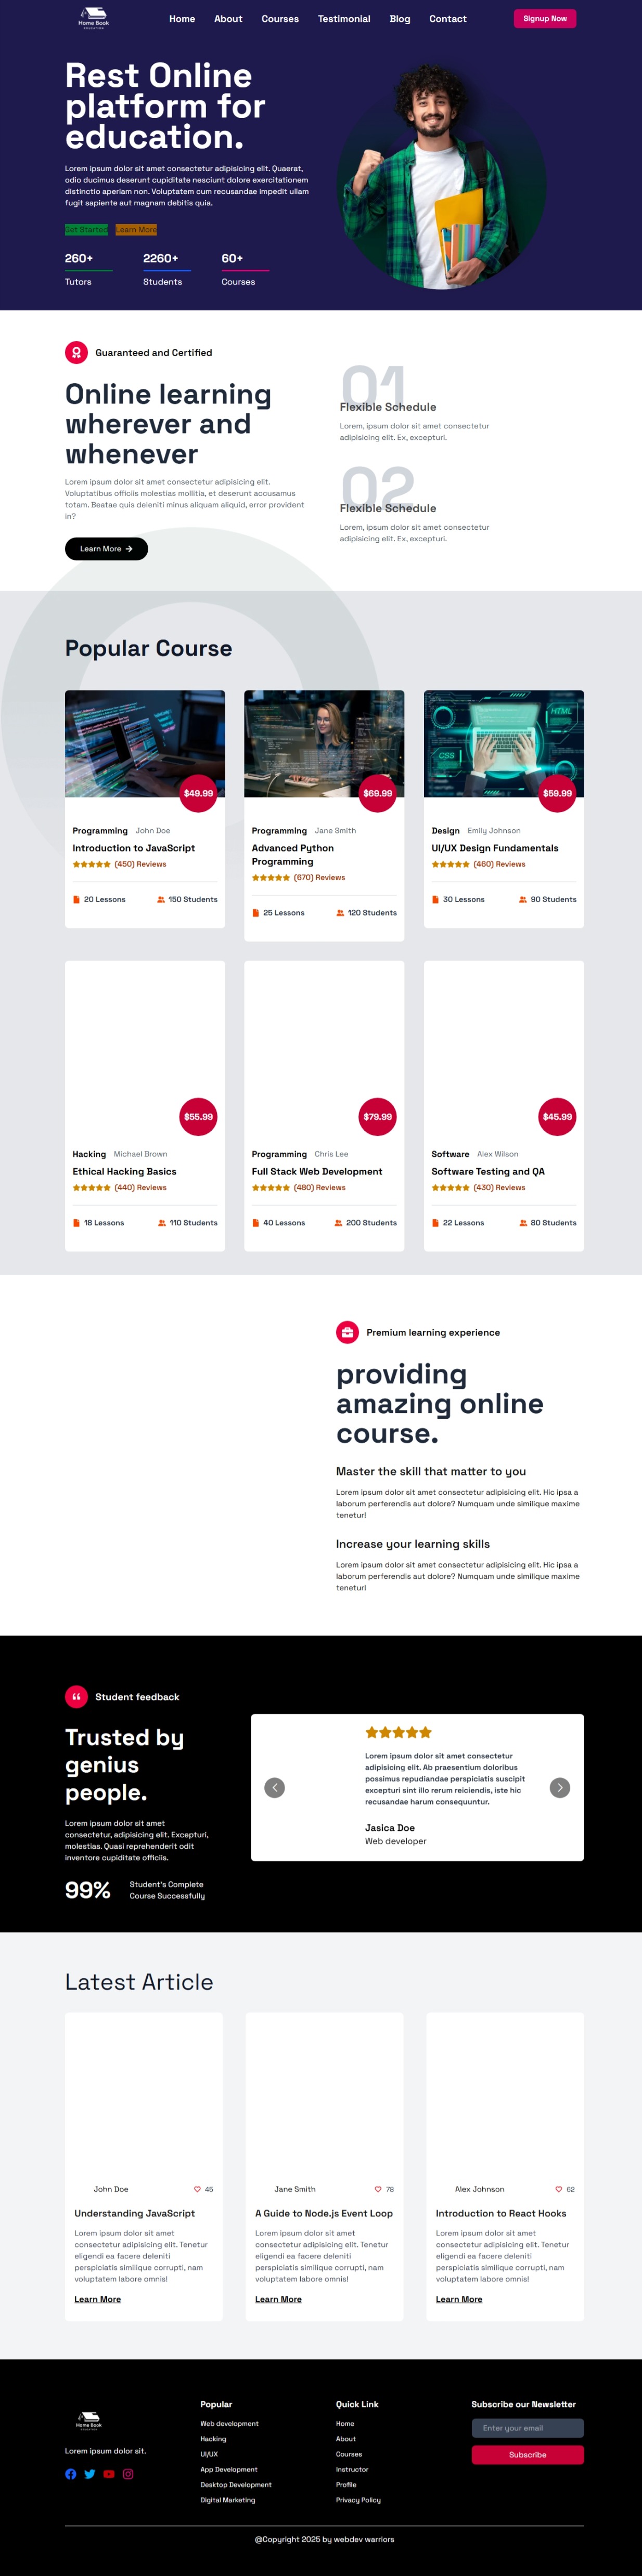 Home Book
EDUCATION
Home About Courses Testimonial Blog Contact
Signup Now
Rest Online
platform for
education.
Lorem ipsum dolor sit amet consectetur adipisicing elit. Quaerat,
odio ducimus deserunt cupiditate nesciunt dolore exercitationem
distinctio aperiam non. Voluptatem cum recusandae impedit ullam
fugit sapiente aut magnam debitis quia.
Get Started Learn More
260+ 2260+ 60+
Tutors Students Courses
Guaranteed and Certified
Online learning
wherever and
whenever
Lorem ipsum dolor sit amet consectetur adipisicing elit.
Voluptatibus officiis molestias mollitia, et deserunt accusamus
totam. Beatae quis deleniti minus aliquam aliquid, error provident
in?
Learn More
01
Flexible Schedule
Lorem, ipsum dolor sit amet consectetur
adipisicing elit. Ex, excepturi.
02
Flexible Schedule
Lorem, ipsum dolor sit amet consectetur
adipisicing elit. Ex, excepturi.
Popular Course
$49.99
Programming John Doe
Introduction to JavaScript
(450) Reviews
20 Lessons 150 Students
$69.99
Programming Jane Smith
Advanced Python
Programming
(670) Reviews
25 Lessons 120 Students
HTML
CSS
$59.99
Design Emily Johnson
UI/UX Design Fundamentals
(460) Reviews
30 Lessons 90 Students
$55.99
Hacking Michael Brown
Ethical Hacking Basics
(440) Reviews
18 Lessons 110 Students
$79.99
Programming Chris Lee
Full Stack Web Development
(480) Reviews
40 Lessons 200 Students
$45.99
Software Alex Wilson
Software Testing and QA
(430) Reviews
22 Lessons 80 Students
Premium learning experience
providing
amazing online
course.
Master the skill that matter to you
Lorem ipsum dolor sit amet consectetur adipisicing elit. Hic ipsa a
laborum perferendis aut dolore? Numquam unde similique maxime
tenetur!
Increase your learning skills
Lorem ipsum dolor sit amet consectetur adipisicing elit. Hic ipsa a
laborum perferendis aut dolore? Numquam unde similique maxime
tenetur!
Student feedback
Trusted by
genius
people.
Lorem ipsum dolor sit amet
consectetur, adipisicing elit. Excepturi,
molestias. Quasi reprehenderit odit
inventore cupiditate officiis.
99%
Student's Complete
Course Successfully
Lorem ipsum dolor sit amet consectetur
adipisicing elit. Ab praesentium doloribus
possimus repudiandae perspiciatis suscipit
excepturi sint illo rerum reiciendis, iste hic
recusandae harum consequuntur.
Jasica Doe
Web developer
Latest Article
John Doe 45
Understanding JavaScript
Lorem ipsum dolor sit amet
consectetur adipisicing elit. Tenetur
eligendi ea facere deleniti
perspiciatis similique corrupti, nam
voluptatem labore omnis!
Learn More
Jane Smith 78
A Guide to Node.js Event Loop
Lorem ipsum dolor sit amet
consectetur adipisicing elit. Tenetur
eligendi ea facere deleniti
perspiciatis similique corrupti, nam
voluptatem labore omnis!
Learn More
Alex Johnson 62
Introduction to React Hooks
Lorem ipsum dolor sit amet
consectetur adipisicing elit. Tenetur
eligendi ea facere deleniti
perspiciatis similique corrupti, nam
voluptatem labore omnis!
Learn More
Home Book
EDUCATION
Lorem ipsum dolor sit.
Popular
Web development
Hacking
UI/UX
App Development
Desktop Development
Digital Marketing
Quick Link
Home
About
Courses
Instructor
Profile
Privacy Policy
Subscribe our Newsletter
Enter your email
Subscribe
@Copyright 2025 by webdev warriors